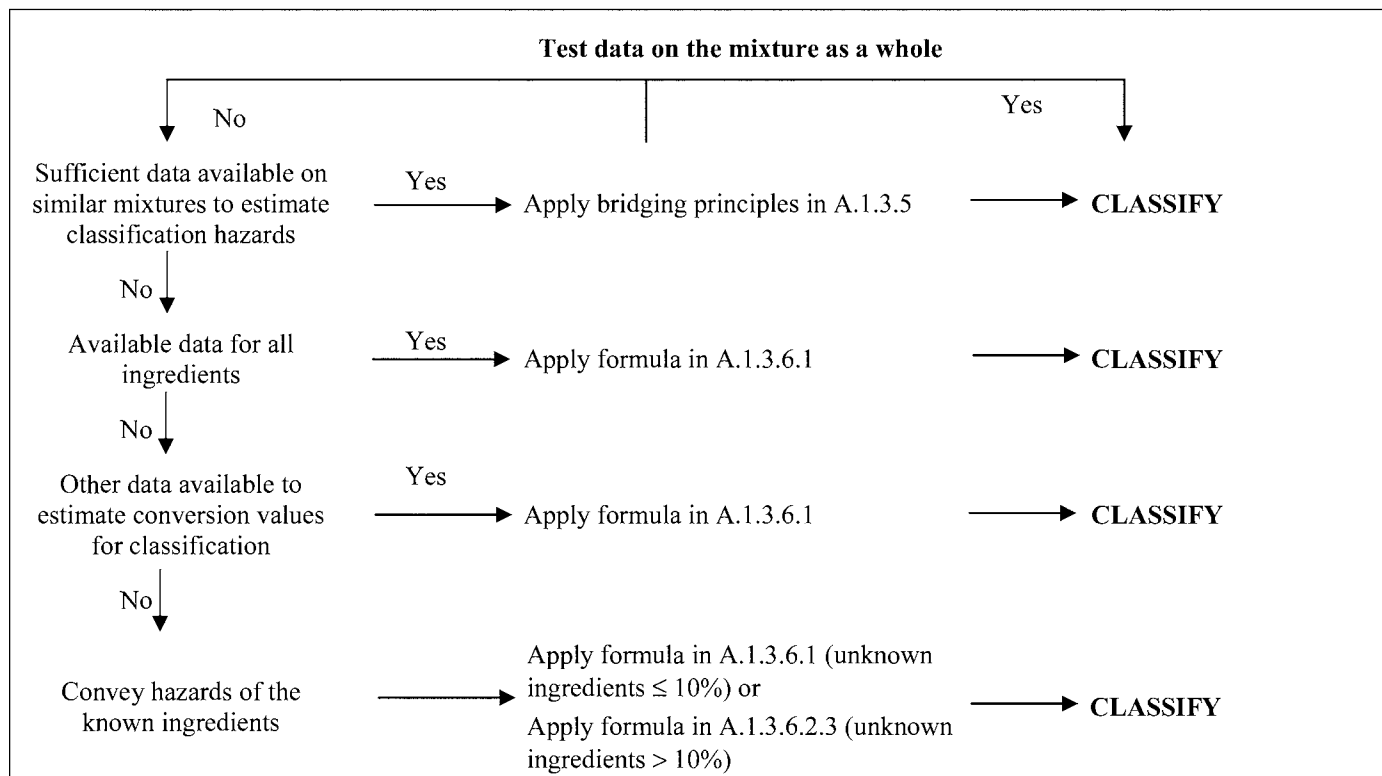 Test data on the mixture as a whole
No
Yes
Sufficient data available on
similar mixtures to estimate
classification hazards
Yes
Apply bridging principles in A.1.3.5
CLASSIFY
No
Available data for all
ingredients
Yes
Apply formula in A.1.3.6.1
CLASSIFY
No
Other data available to
estimate conversion values
for classification
Yes
Apply formula in A.1.3.6.1
CLASSIFY
No
Convey hazards of the
known ingredients
Apply formula in A.1.3.6.1 (unknown
ingredients ≤ 10%) or
Apply formula in A.1.3.6.2.3 (unknown
ingredients > 10%)
CLASSIFY